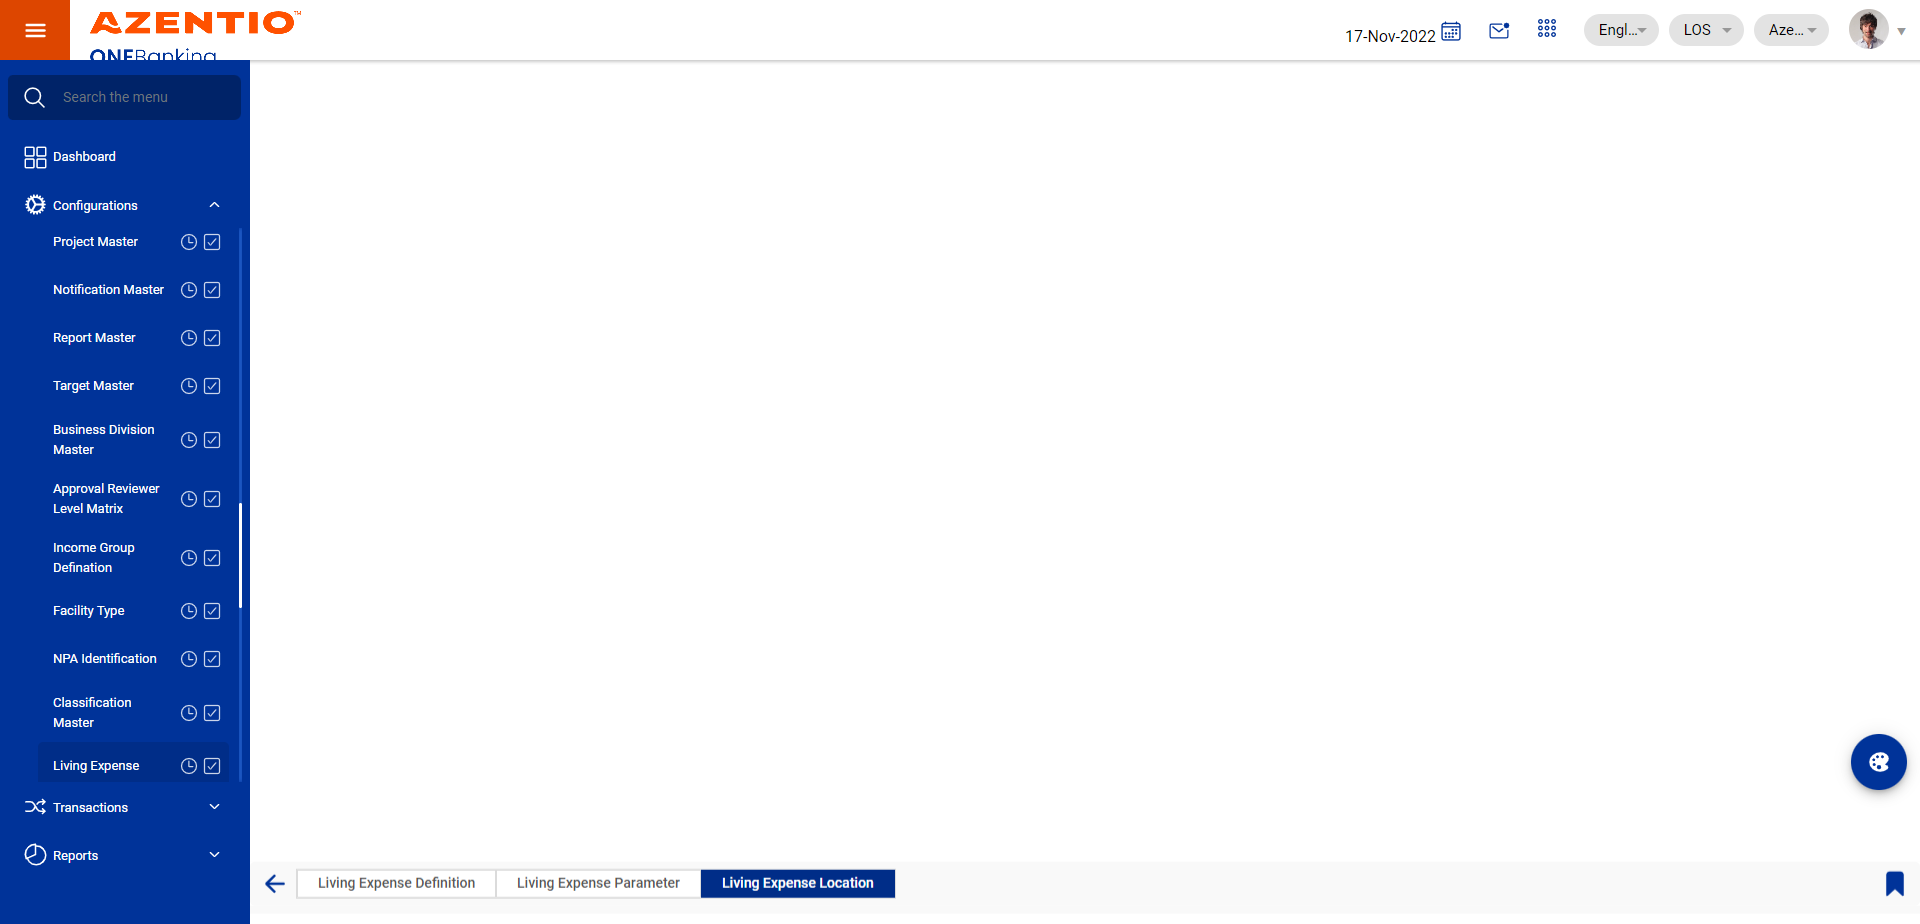 AZENTIO™
ONEBanking
17-Nov-2022
Engl...
LOS
Aze...
Search the menu
Dashboard
Configurations
Project Master
Notification Master
Report Master
Target Master
Business Division
Master
Approval Reviewer
Level Matrix
Income Group
Defination
Facility Type
NPA Identification
Classification
Master
Living Expense
Transactions
Reports
Living Expense Definition
Living Expense Parameter
Living Expense Location